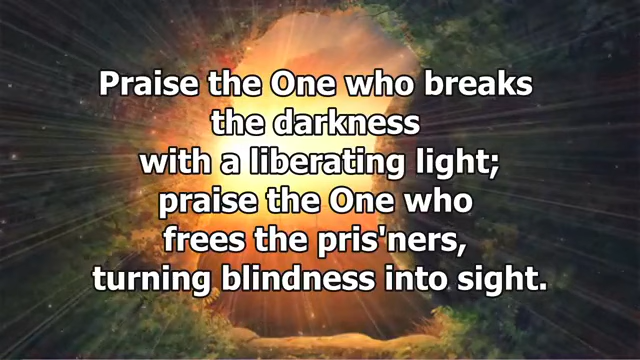 Praise the One who breaks
the darkness
with a liberating light;
praise the One who
frees the pris'ners,
turning blindness into sight.